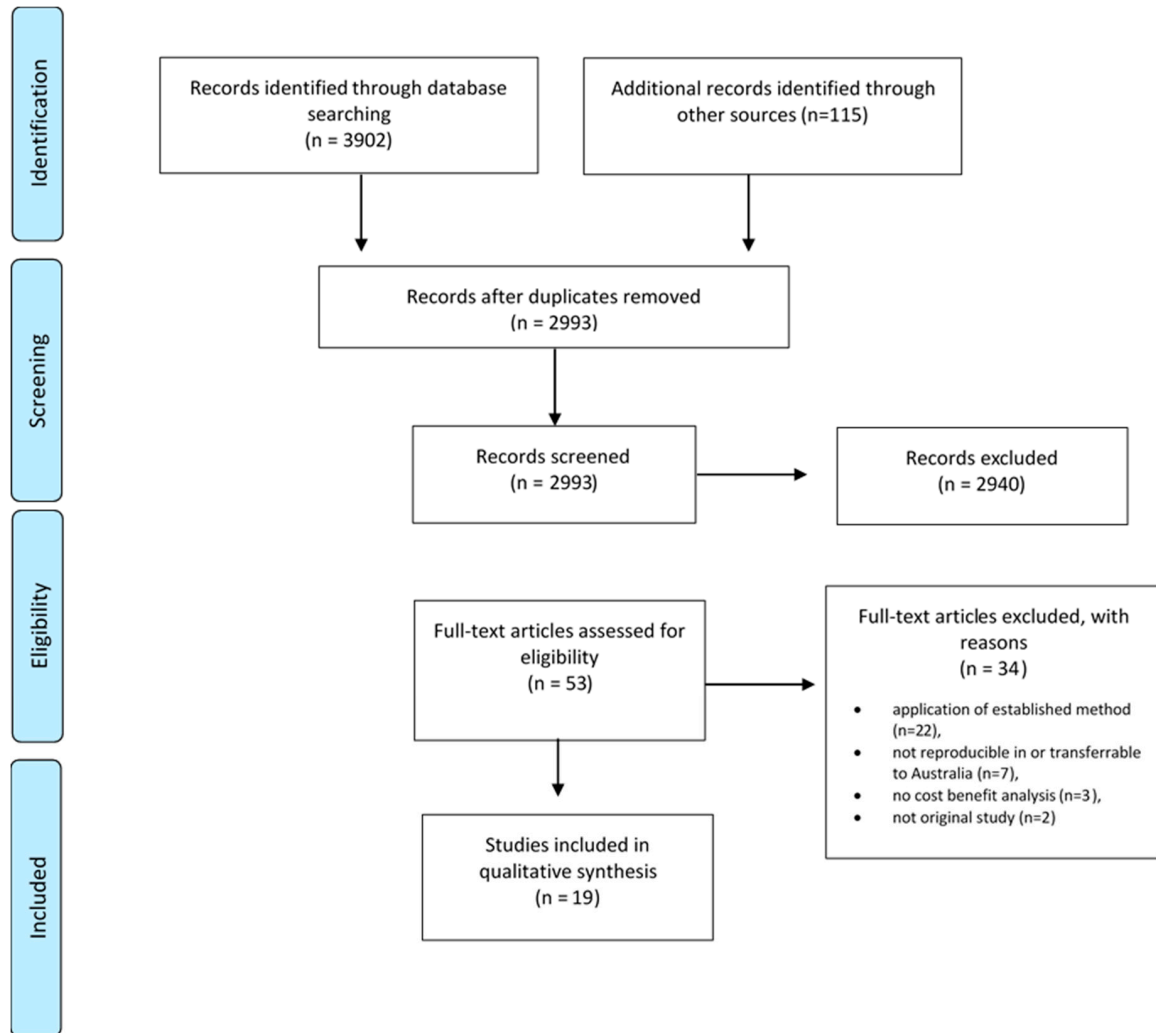 Identification
Records identified through database
searching
(n = 3902)
Additional records identified through
other sources (n=115)
Screening
Records after duplicates removed
(n = 2993)
Records screened
(n = 2993)
Records excluded
(n = 2940)
Eligibility
Full-text articles assessed for
eligibility
(n = 53)
Full-text articles excluded, with
reasons
(n = 34)
• application of established method
(n=22),
• not reproducible in or transferrable
to Australia (n=7),
• no cost benefit analysis (n=3),
• not original study (n=2)
Included
Studies included in
qualitative synthesis
(n = 19)